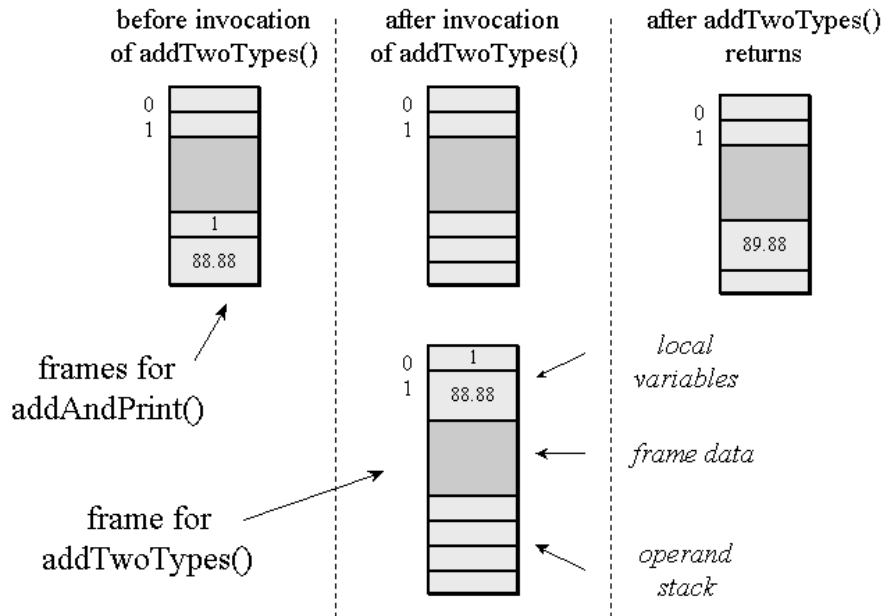 before invocation
of addTwoTypes()
after invocation
of addTwoTypes()
after addTwoTypes()
returns
0
1
1
88.88
0
1
0
1
89.88
frames for
addAndPrint()
0
1
1
88.88
local
variables
frame data
frame for
addTwoTypes()
operand
stack